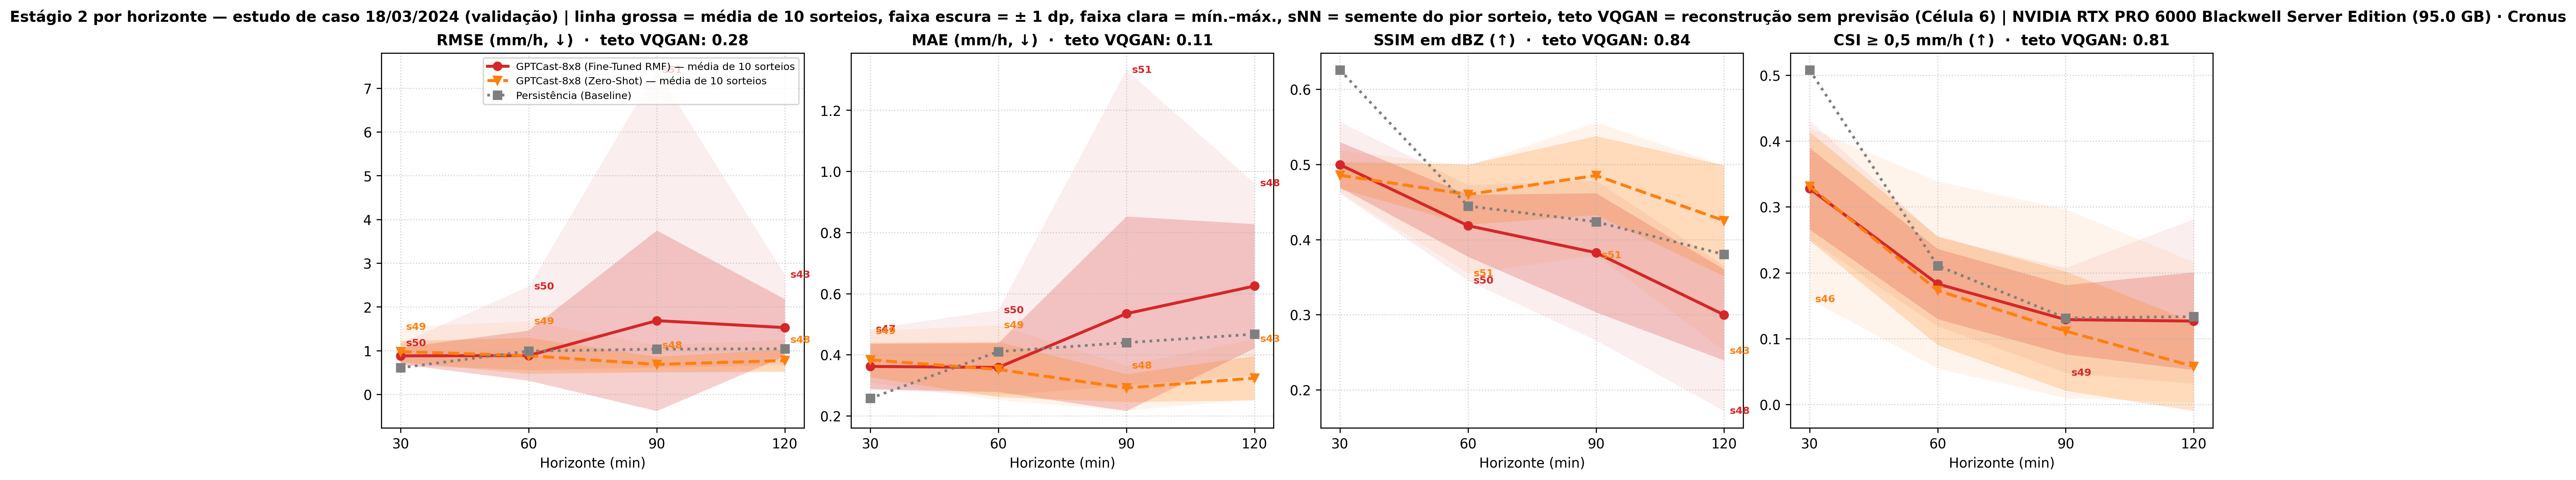 Estágio 2 por horizonte — estudo de caso 18/03/2024 (validação) | linha grossa = média de 10 sorteios, faixa escura = ± 1 dp, faixa clara = mín.–máx., sNN = semente do pior sorteio, teto VQGAN = reconstrução sem previsão (Célula 6) | NVIDIA RTX PRO 6000 Blackwell Server Edition (95.0 GB) · Cronus
RMSE (mm/h, ↓) · teto VQGAN: 0.28
GPTCast-8x8 (Fine-Tuned RMF) — média de 10 sorteios
GPTCast-8x8 (Zero-Shot) — média de 10 sorteios
Persistência (Baseline)
7
6
5
4
3
2
1
0
s49
s50
s50
s49
s48
s43
s43
30 60 90 120
Horizonte (min)
MAE (mm/h, ↓) · teto VQGAN: 0.11
1.2
1.0
0.8
0.6
0.4
0.2
s47
s50
s49
s51
s48
s48
s43
30 60 90 120
Horizonte (min)
SSIM em dBZ (↑) · teto VQGAN: 0.84
0.6
0.5
0.4
0.3
0.2
s51
s50
s51
s43
s48
30 60 90 120
Horizonte (min)
CSI ≥ 0,5 mm/h (↑) · teto VQGAN: 0.81
0.5
0.4
0.3
0.2
0.1
0.0
s46
s49
30 60 90 120
Horizonte (min)